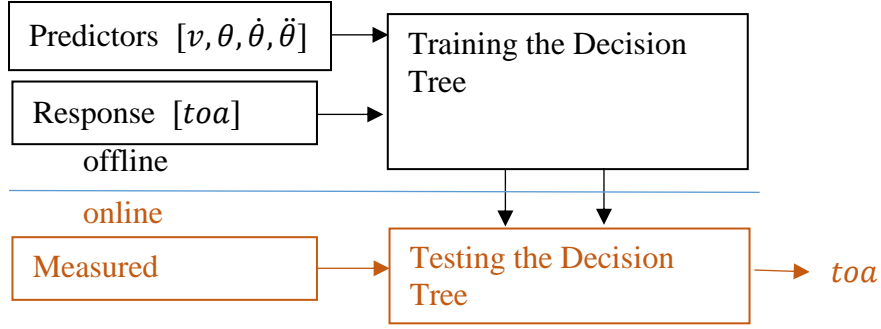 Predictors [v, θ, θ̇, θ̈]
Training the Decision
Tree
Response [toa]
offline
online
Measured
Testing the Decision
Tree
toa